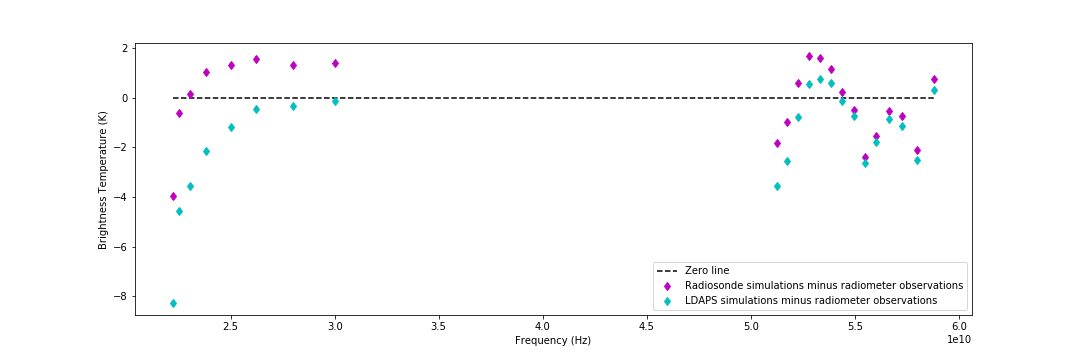 2
0
−2
−4
−6
−8
Brightness Temperature (K)
Zero line
Radiosonde simulations minus radiometer observations
LDAPS simulations minus radiometer observations
2.5 3.0 3.5 4.0 4.5 5.0 5.5 6.0
1e10
Frequency (Hz)